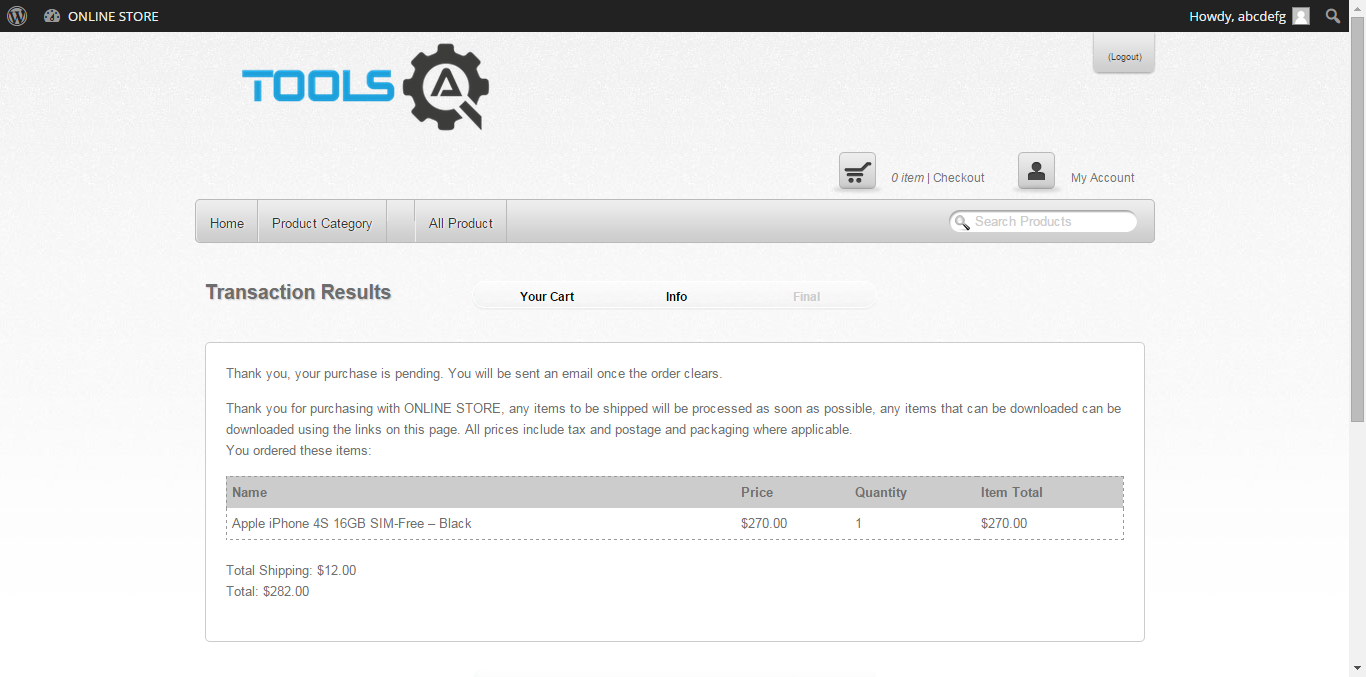 ONLINE STORE
Howdy, abcdefg
(Logout)
TOOLS QA
0 item | Checkout
My Account
Home
Product Category
All Product
Search Products
Transaction Results
Your Cart
Info
Final
Thank you, your purchase is pending. You will be sent an email once the order clears.
Thank you for purchasing with ONLINE STORE, any items to be shipped will be processed as soon as possible, any items that can be downloaded can be
downloaded using the links on this page. All prices include tax and postage and packaging where applicable.
You ordered these items:
Name Price Quantity Item Total
Apple iPhone 4S 16GB SIM-Free – Black $270.00 1 $270.00
Total Shipping: $12.00
Total: $282.00